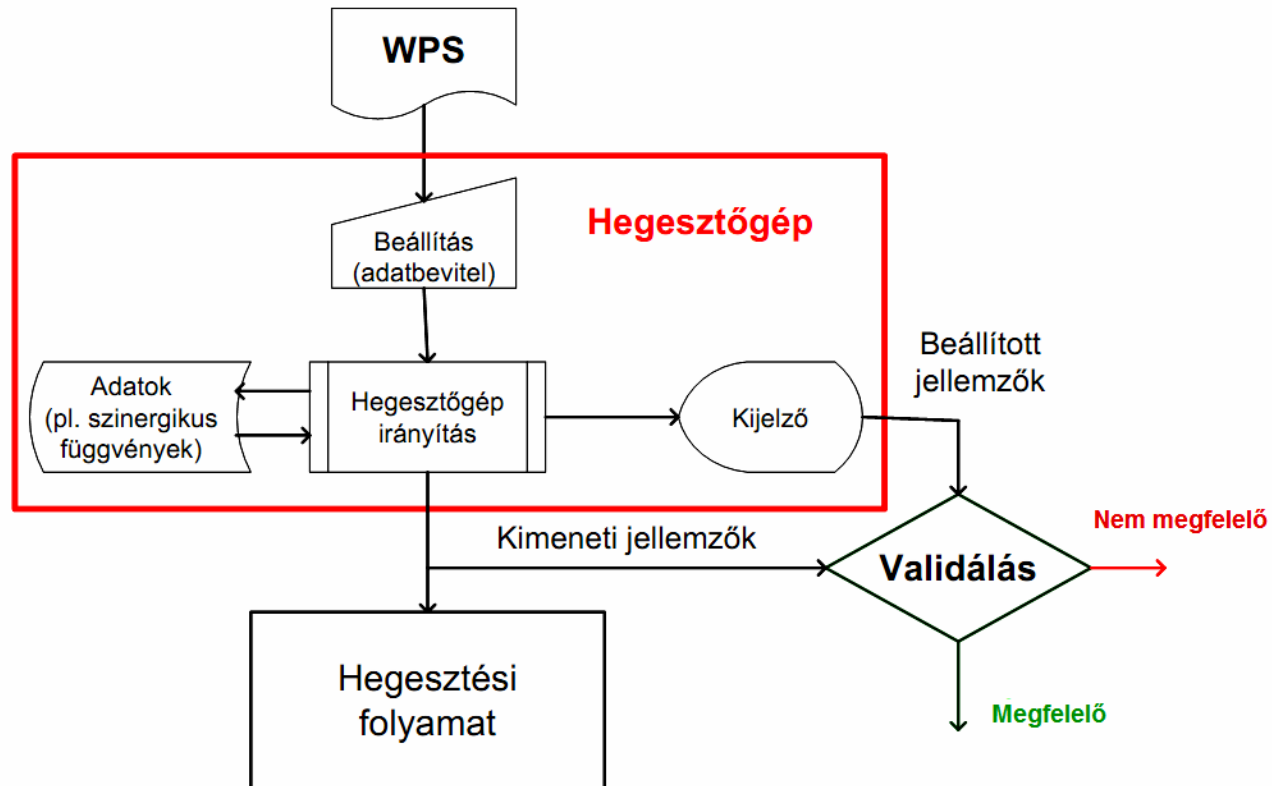 WPS
Hegesztőgép
Beállítás
(adatbevitel)
Beállított
jellemzők
Adatok
(pl. szinergikus
függvények)
Hegesztőgép
irányítás
Kijelző
Nem megfelelő
Kimeneti jellemzők
Validálás
Hegesztési
folyamat
Megfelelő